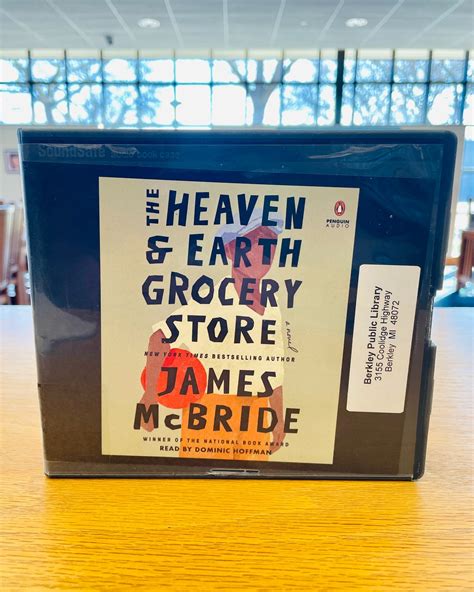 SoundSafe
THE
HEAVEN
& EARTH
GROCERY
STORE
a novel
PENGUIN
AUDIO
NEW YORK TIMES BESTSELLING AUTHOR
JAMES
McBRIDE
WINNER OF THE NATIONAL BOOK AWARD
READ BY DOMINIC HOFFMAN
Berkley Public Library
3155 Coolidge Highway
Berkley MI 48072